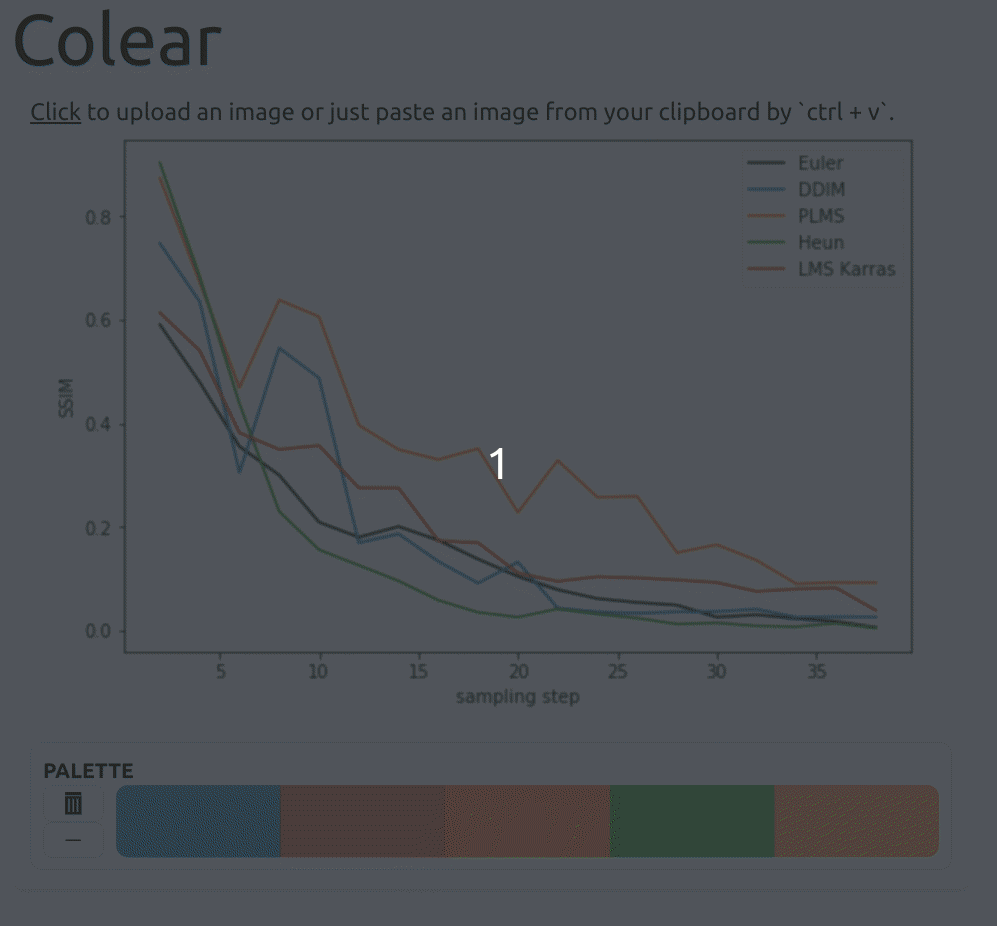 Colear
Click to upload an image or just paste an image from your clipboard by `ctrl + v`.
Euler
DDIM
PLMS
Heun
LMS Karras
0.8
0.6
0.4
0.2
0.0
SSIM
1
5 10 15 20 25 30 35
sampling step
PALETTE